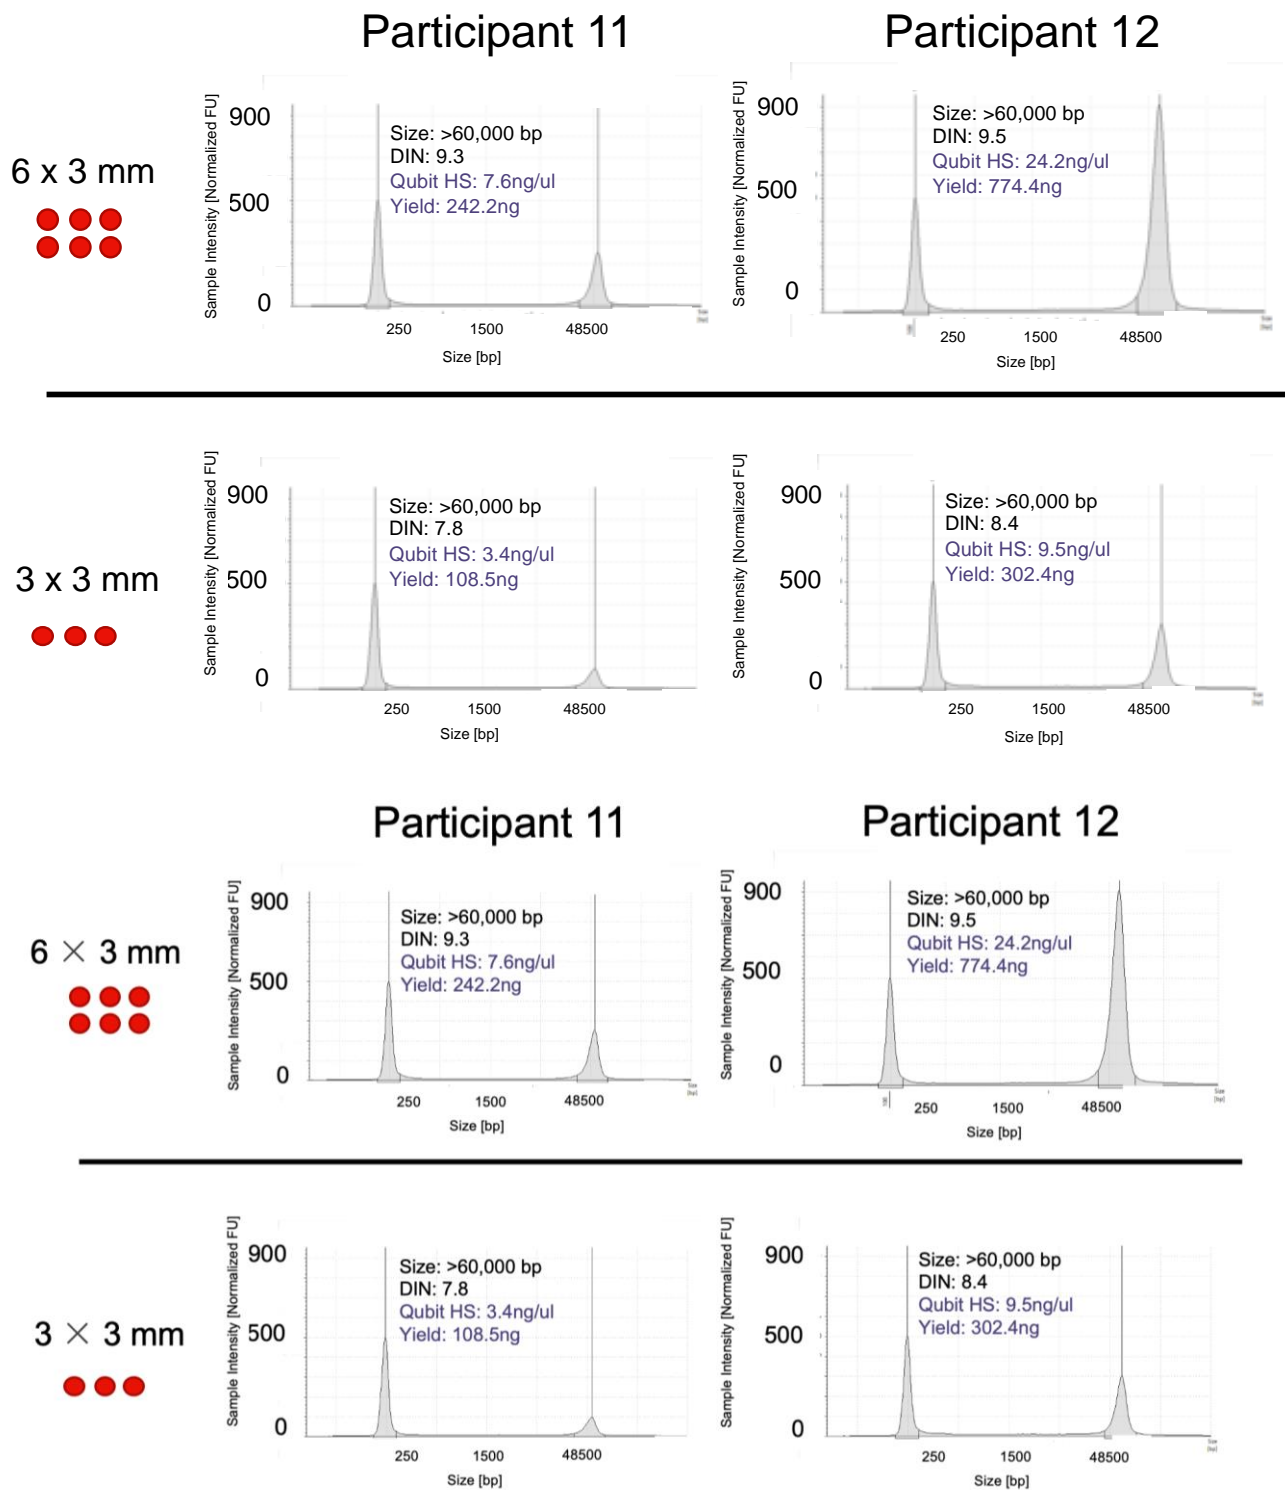 Participant 11
Participant 12
6 x 3 mm
Sample Intensity [Normalized FU]
900
500
0
Size: >60,000 bp
DIN: 9.3
Qubit HS: 7.6ng/ul
Yield: 242.2ng
250
1500
48500
Size [bp]
Sample Intensity [Normalized FU]
900
500
0
Size: >60,000 bp
DIN: 9.5
Qubit HS: 24.2ng/ul
Yield: 774.4ng
250
1500
48500
Size [bp]
3 x 3 mm
Sample Intensity [Normalized FU]
900
500
0
Size: >60,000 bp
DIN: 7.8
Qubit HS: 3.4ng/ul
Yield: 108.5ng
250
1500
48500
Size [bp]
Sample Intensity [Normalized FU]
900
500
0
Size: >60,000 bp
DIN: 8.4
Qubit HS: 9.5ng/ul
Yield: 302.4ng
250
1500
48500
Size [bp]
Participant 11
Participant 12
6 × 3 mm
Sample Intensity [Normalized FU]
900
500
0
Size: >60,000 bp
DIN: 9.3
Qubit HS: 7.6ng/ul
Yield: 242.2ng
250
1500
48500
Size [bp]
Sample Intensity [Normalized FU]
900
500
0
Size: >60,000 bp
DIN: 9.5
Qubit HS: 24.2ng/ul
Yield: 774.4ng
250
1500
48500
Size [bp]
3 × 3 mm
Sample Intensity [Normalized FU]
900
500
0
Size: >60,000 bp
DIN: 7.8
Qubit HS: 3.4ng/ul
Yield: 108.5ng
250
1500
48500
Size [bp]
Sample Intensity [Normalized FU]
900
500
0
Size: >60,000 bp
DIN: 8.4
Qubit HS: 9.5ng/ul
Yield: 302.4ng
250
1500
48500
Size [bp]